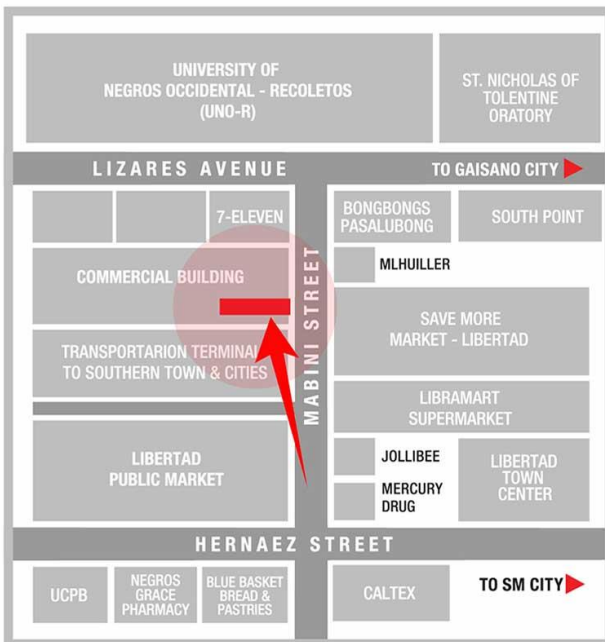 UNIVERSITY OF
NEGROS OCCIDENTAL - RECOLETOS
(UNO-R)
ST. NICHOLAS OF
TOLENTINE
ORATORY
LIZARES AVENUE
TO GAISANO CITY
7-ELEVEN
BONGBONGS
PASALUBONG
SOUTH POINT
MLHUILLER
COMMERCIAL BUILDING
MABINI STREET
SAVE MORE
MARKET - LIBERTAD
TRANSPORTARION TERMINAL
TO SOUTHERN TOWN & CITIES
LIBRAMART
SUPERMARKET
LIBERTAD
PUBLIC MARKET
JOLLIBEE
MERCURY
DRUG
LIBERTAD
TOWN
CENTER
HERNAEZ STREET
UCPB
NEGROS
GRACE
PHARMACY
BLUE BASKET
BREAD &
PASTRIES
CALTEX
TO SM CITY